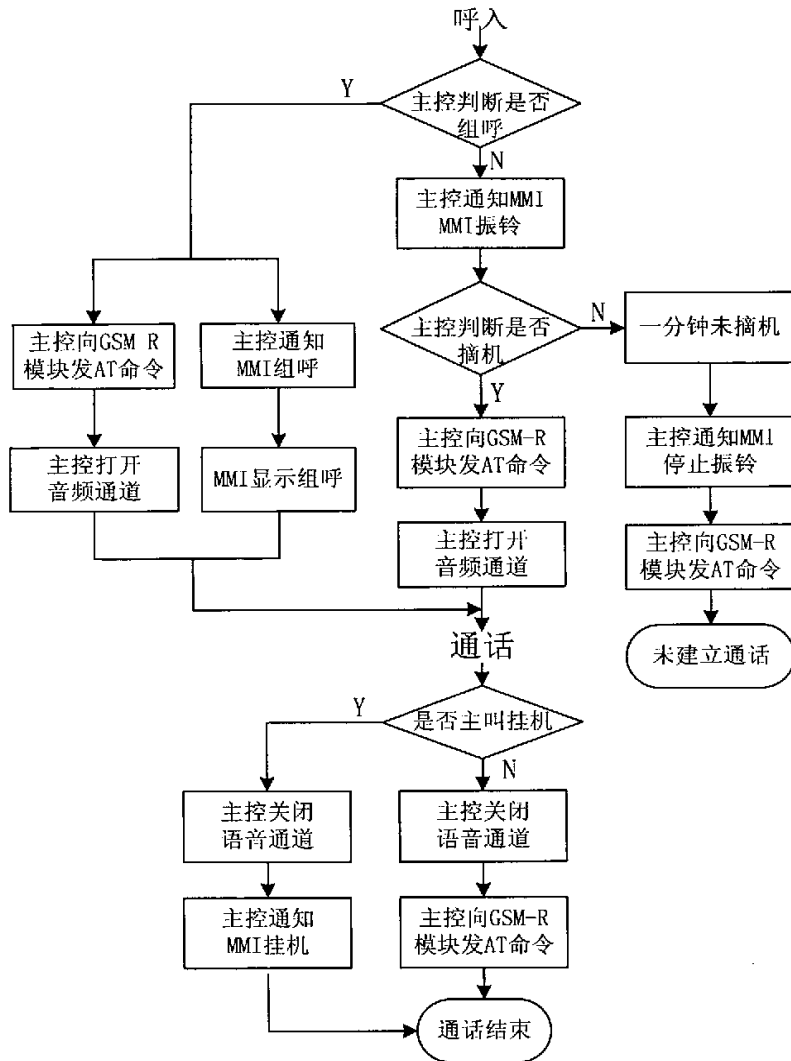 呼入
主控判断是否
组呼
Y
N
主控通知MMI
MMI振铃
主控判断是否
摘机
N
Y
一分钟未摘机
主控向GSM R
模块发AT命令
主控通知
MMI组呼
主控打开
音频通道
MMI显示组呼
主控向GSM-R
模块发AT命令
主控打开
音频通道
主控通知MMI
停止振铃
主控向GSM-R
模块发AT命令
未建立通话
通话
是否主叫挂机
Y
N
主控关闭
语音通道
主控通知
MMI挂机
主控关闭
语音通道
主控向GSM-R
模块发AT命令
通话结束